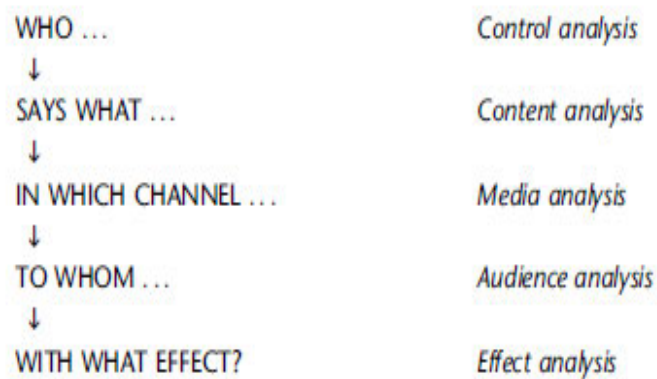 WHO ... Control analysis
↓
SAYS WHAT ... Content analysis
↓
IN WHICH CHANNEL ... Media analysis
↓
TO WHOM ... Audience analysis
↓
WITH WHAT EFFECT? Effect analysis